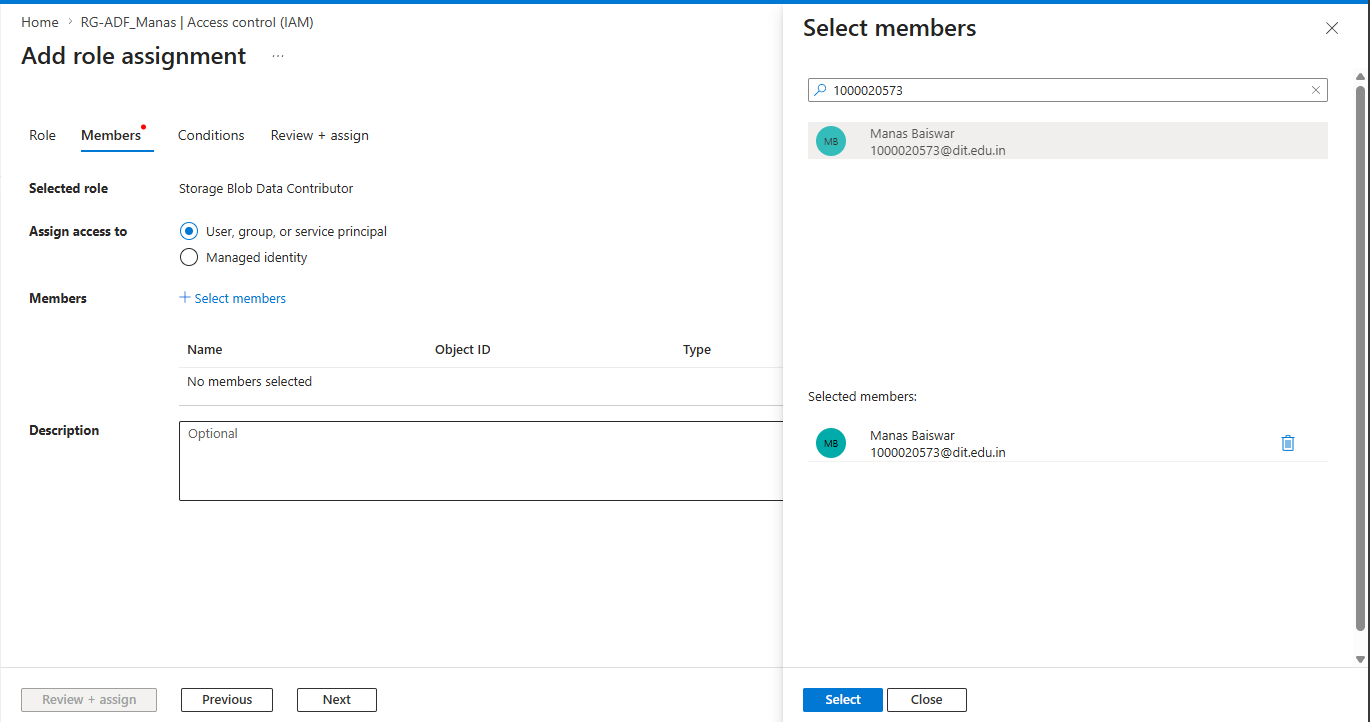 Home > RG-ADF_Manas | Access control (IAM)
Add role assignment ...
Role Members Conditions Review + assign
Selected role Storage Blob Data Contributor
Assign access to User, group, or service principal
Managed identity
Members + Select members
Name Object ID Type
No members selected
Description Optional
Review + assign Previous Next
Select members
1000020573
MB Manas Baiswar
1000020573@dit.edu.in
Selected members:
MB Manas Baiswar
1000020573@dit.edu.in
Select Close